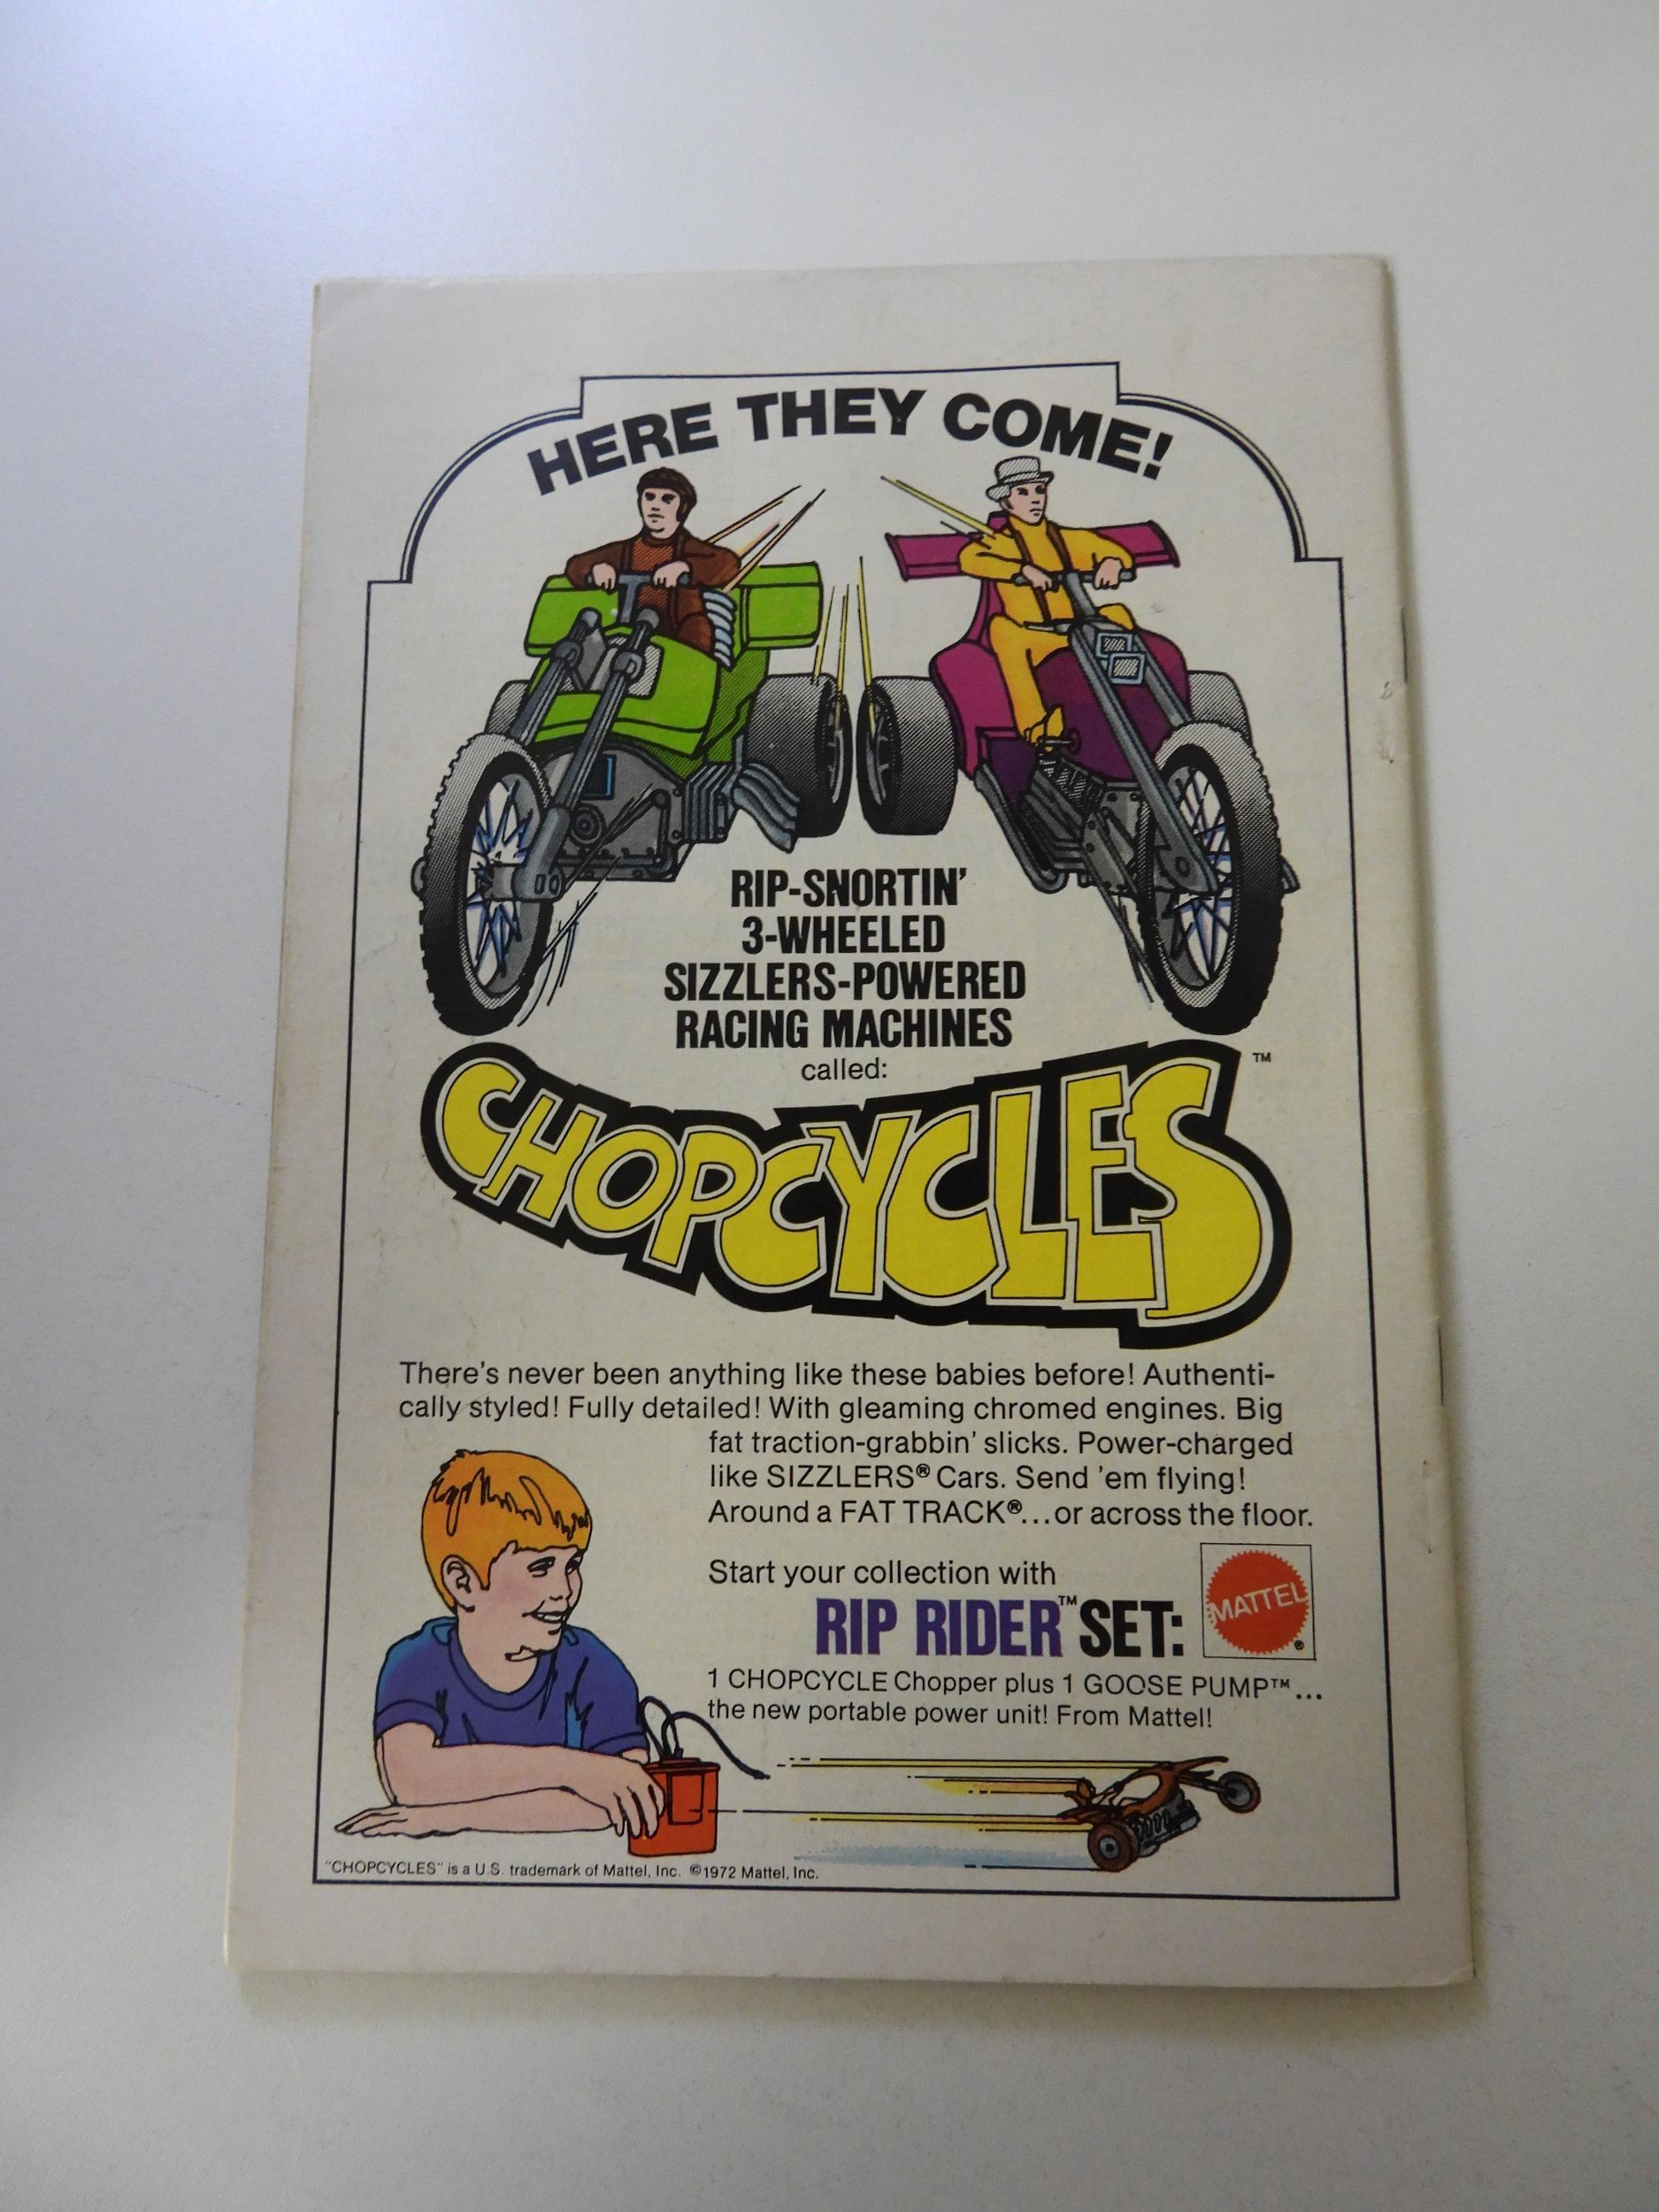 HERE THEY COME!
RIP-SNORTIN'
3-WHEELED
SIZZLERS-POWERED
RACING MACHINES
called:
CHOPCYCLES™
There's never been anything like these babies before! Authenti-
cally styled! Fully detailed! With gleaming chromed engines. Big
fat traction-grabbin' slicks. Power-charged
like SIZZLERS® Cars. Send 'em flying!
Around a FAT TRACK®...or across the floor.
Start your collection with
RIP RIDER™ SET:
MATTEL®
1 CHOPCYCLE Chopper plus 1 GOOSE PUMP™...
the new portable power unit! From Mattel!
"CHOPCYCLES" is a U.S. trademark of Mattel, Inc. ©1972 Mattel, Inc.